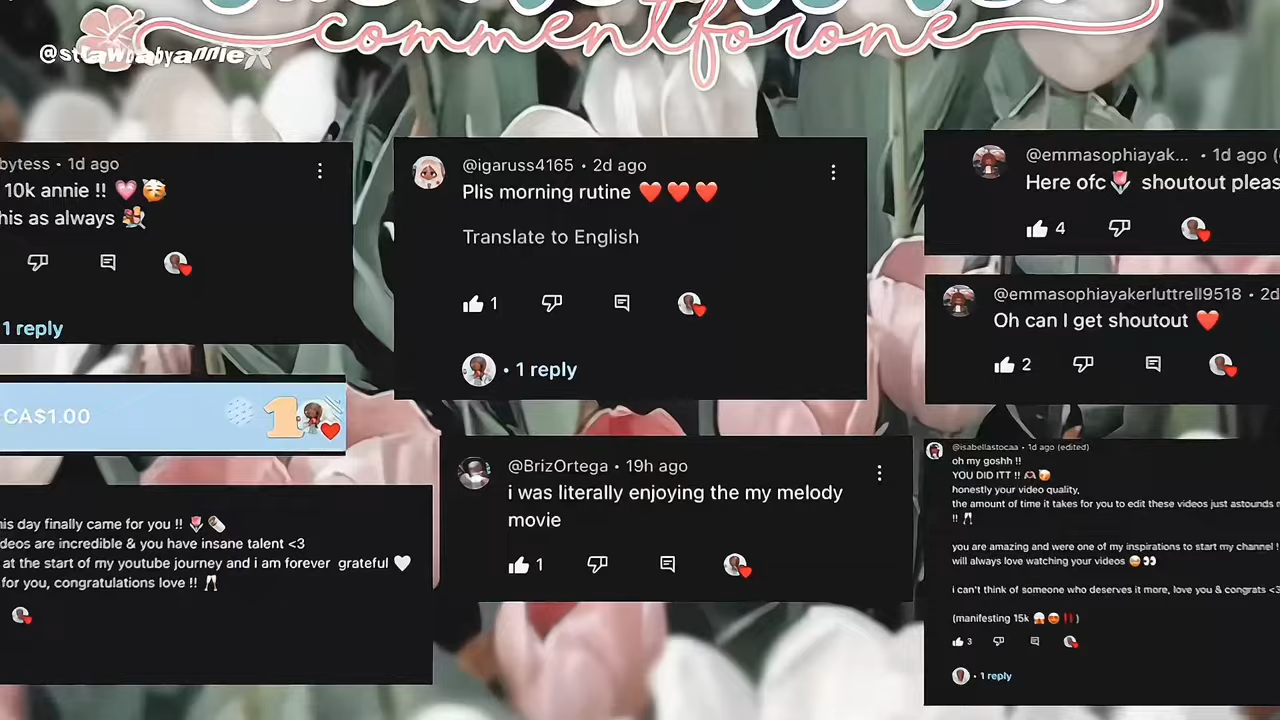 comment for one
@strawbabyannie
bytess • 1d ago
10k annie !! 💗🥳
his as always 💐
1 reply
CA$1.00
1
his day finally came for you !! 🌷🕯️
deos are incredible & you have insane talent <3
at the start of my youtube journey and i am forever grateful 🤍
for you, congratulations love !! 🥂
@igaruss4165 • 2d ago
Plis morning rutine ❤️❤️❤️
Translate to English
1
• 1 reply
@BrizOrtega • 19h ago
i was literally enjoying the my melody
movie
1
@emmasophiayak... • 1d ago (
Here ofc🌷 shoutout pleas
4
@emmasophiayakerluttrell9518 • 2d
Oh can I get shoutout ❤️
2
@isabellastocaa • 1d ago (edited)
oh my goshh !!
YOU DID ITT !! 🫶🏽🥳
honestly your video quality,
the amount of time it takes for you to edit these videos just astounds m
!! 🥂
you are amazing and were one of my inspirations to start my channel !
will always love watching your videos 😄👀
i can't think of someone who deserves it more, love you & congrats <3
(manifesting 15k 🙊😍‼️)
3
• 1 reply